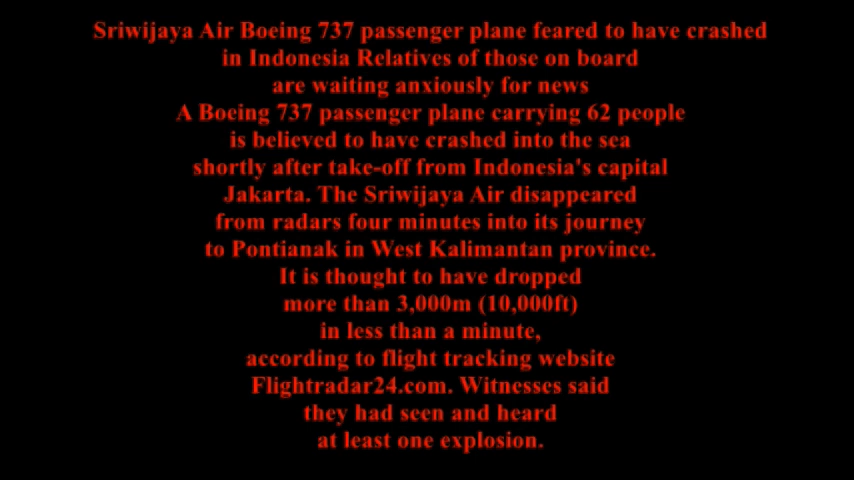 Sriwijaya Air Boeing 737 passenger plane feared to have crashed
in Indonesia Relatives of those on board
are waiting anxiously for news
A Boeing 737 passenger plane carrying 62 people
is believed to have crashed into the sea
shortly after take-off from Indonesia's capital
Jakarta. The Sriwijaya Air disappeared
from radars four minutes into its journey
to Pontianak in West Kalimantan province.
It is thought to have dropped
more than 3,000m (10,000ft)
in less than a minute,
according to flight tracking website
Flightradar24.com. Witnesses said
they had seen and heard
at least one explosion.